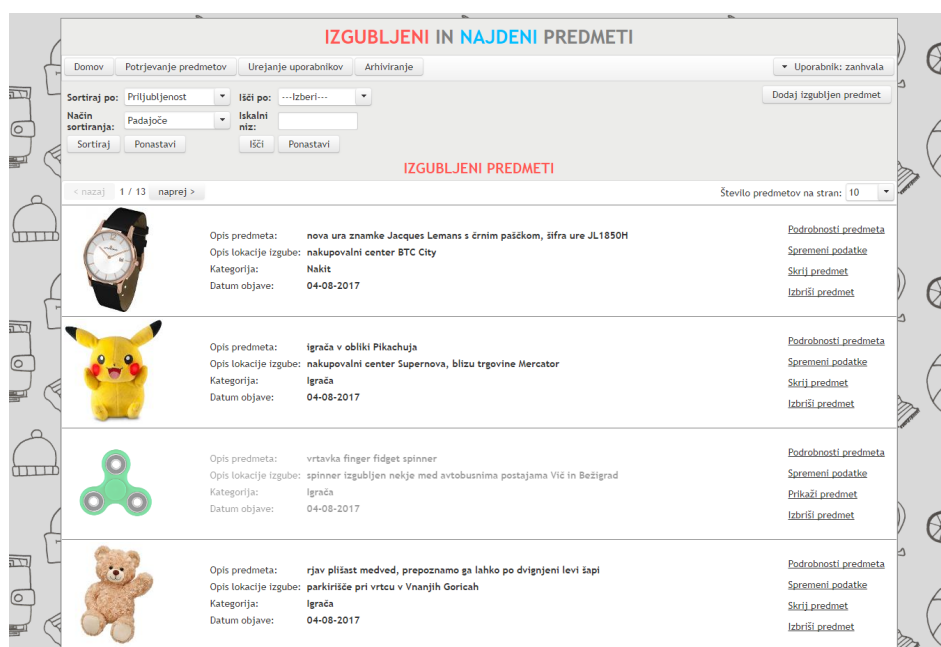 IZGUBLJENI IN NAJDENI PREDMETI
Domov Potrjevanje predmetov Urejanje uporabnikov Arhiviranje Uporabnik: zanhvala
Sortiraj po: Priljubljenost Išči po: ---Izberi--- Dodaj izgubljen predmet
Način sortiranja: Padajoče Iskalni niz:
Sortiraj Ponastavi Išči Ponastavi
IZGUBLJENI PREDMETI
< nazaj 1 / 13 naprej > Število predmetov na stran: 10
Podrobnosti predmeta
Opis predmeta: nova ura znamke Jacques Lemans s črnim paščkom, šifra ure JL1850H
Opis lokacije izgube: nakupovalni center BTC City Spremeni podatke
Kategorija: Nakit Skrij predmet
Datum objave: 04-08-2017 Izbriši predmet
Podrobnosti predmeta
Opis predmeta: igrača v obliki Pikachuja
Opis lokacije izgube: nakupovalni center Supernova, blizu trgovine Mercator Spremeni podatke
Kategorija: Igrača Skrij predmet
Datum objave: 04-08-2017 Izbriši predmet
Podrobnosti predmeta
Opis predmeta: vrtavka finger fidget spinner
Opis lokacije izgube: spinner izgubljen nekje med avtobusnima postajama Vič in Bežigrad Spremeni podatke
Kategorija: Igrača Prikaži predmet
Datum objave: 04-08-2017 Izbriši predmet
Podrobnosti predmeta
Opis predmeta: rjav plišast medved, prepoznamo ga lahko po dvignjeni levi šapi
Opis lokacije izgube: parkirišče pri vrtcu v Vnanjih Goricah Spremeni podatke
Kategorija: Igrača Skrij predmet
Datum objave: 04-08-2017 Izbriši predmet